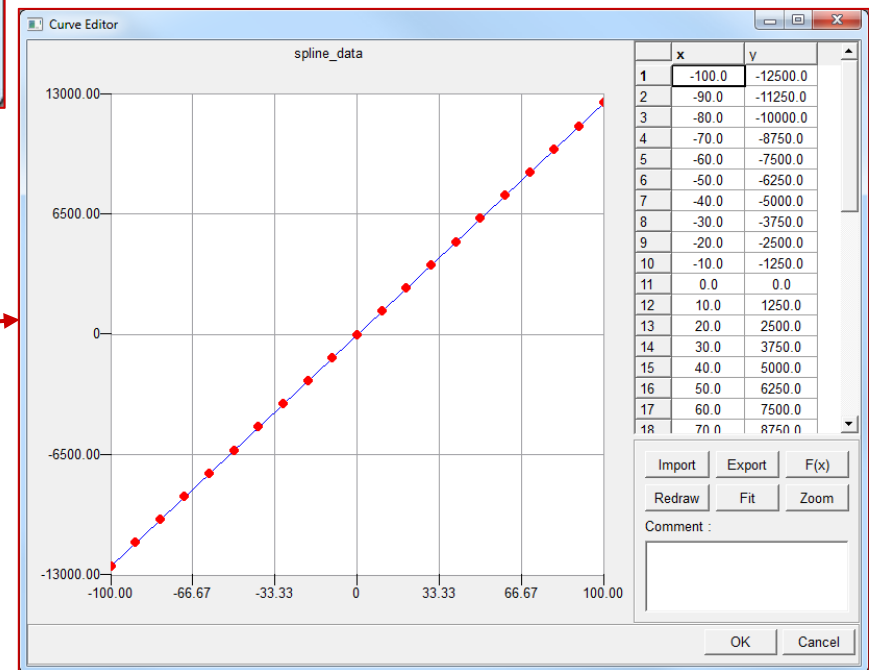 Curve Editor
spline_data
13000.00
6500.00
0
-6500.00
-13000.00
-100.00 -66.67 -33.33 0 33.33 66.67 100.00
x y
1 -100.0 -12500.0
2 -90.0 -11250.0
3 -80.0 -10000.0
4 -70.0 -8750.0
5 -60.0 -7500.0
6 -50.0 -6250.0
7 -40.0 -5000.0
8 -30.0 -3750.0
9 -20.0 -2500.0
10 -10.0 -1250.0
11 0.0 0.0
12 10.0 1250.0
13 20.0 2500.0
14 30.0 3750.0
15 40.0 5000.0
16 50.0 6250.0
17 60.0 7500.0
18 70.0 8750.0
Import Export F(x)
Redraw Fit Zoom
Comment :
OK Cancel